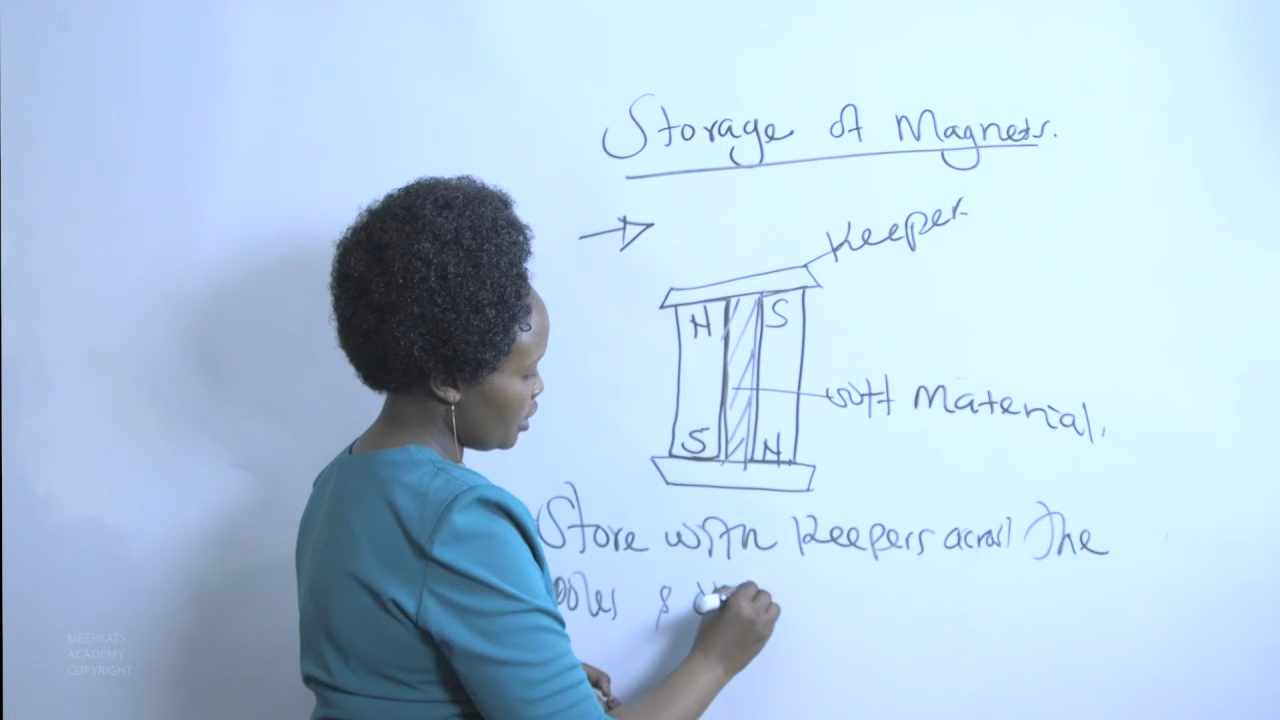 Storage of Magnets.
Keeper.
N S
soft Material.
S N
Store with keepers across the
poles &
MEERKATS
ACADEMY
COPYRIGHT